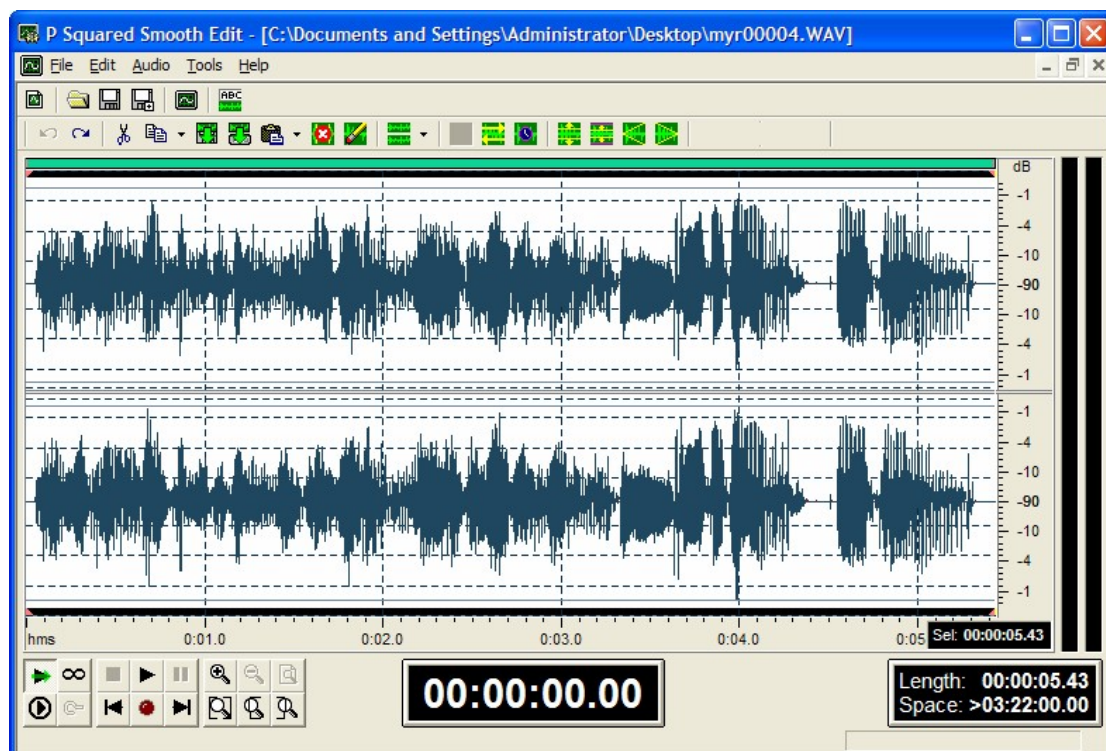 P Squared Smooth Edit - [C:\Documents and Settings\Administrator\Desktop\myr00004.WAV]
File Edit Audio Tools Help
ABC
dB
-1
-4
-10
-90
-10
-4
-1
-1
-4
-10
-90
-10
-4
-1
hms 0:01.0 0:02.0 0:03.0 0:04.0 0:05 Sel: 00:00:05.43
00:00:00.00
Length: 00:00:05.43
Space: >03:22:00.00